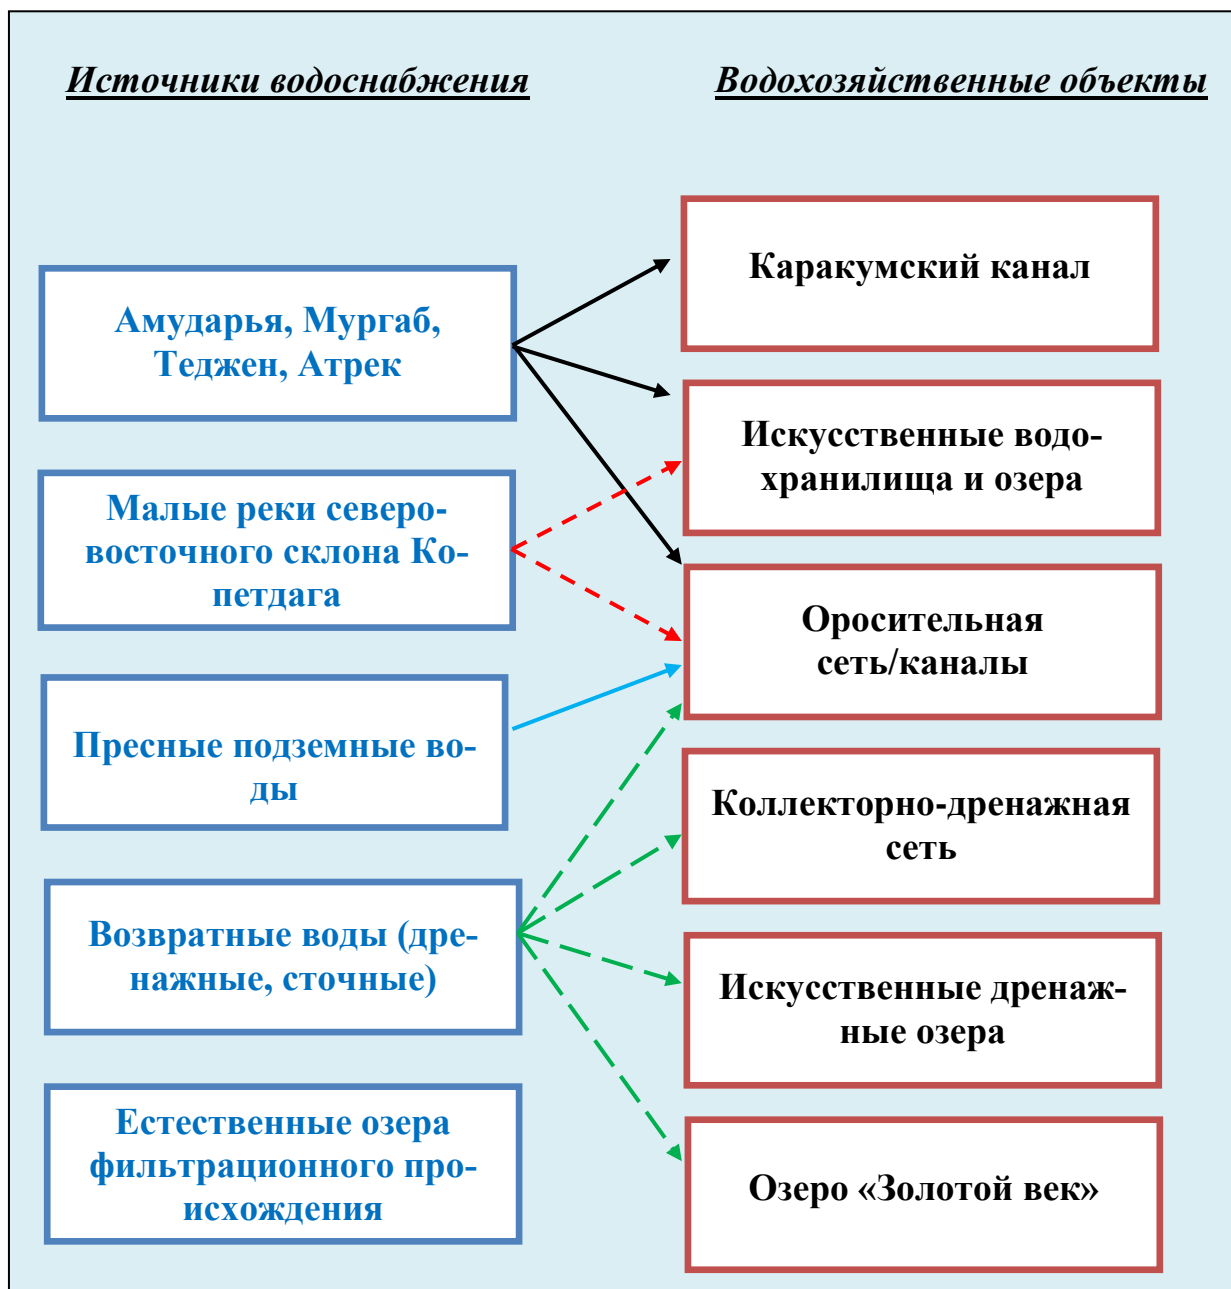 Источники водоснабжения
Водохозяйственные объекты
Амударья, Мургаб,
Теджен, Атрек
Малые реки северо-
восточного склона Ко-
петдага
Пресные подземные во-
ды
Возвратные воды (дре-
нажные, сточные)
Естественные озера
фильтрационного про-
исхождения
Каракумский канал
Искусственные водо-
хранилища и озера
Оросительная
сеть/каналы
Коллекторно-дренажная
сеть
Искусственные дренаж-
ные озера
Озеро «Золотой век»